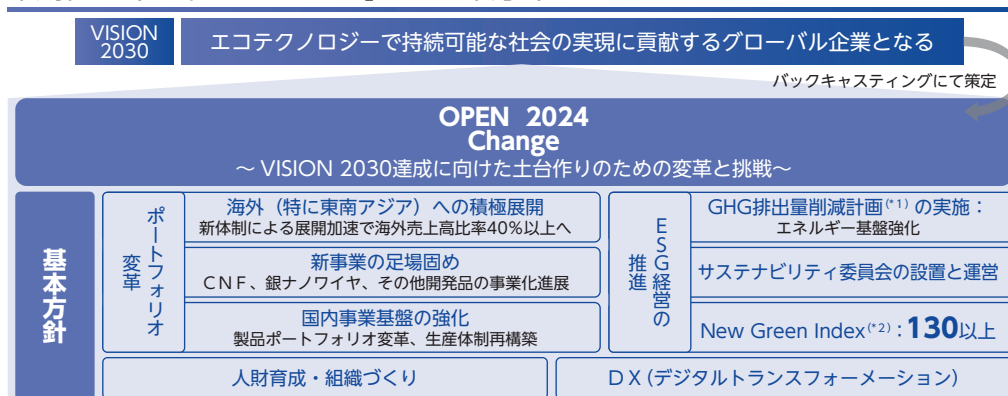 VISION
2030
エコテクノロジーで持続可能な社会の実現に貢献するグローバル企業となる
バックキャスティングにて策定
OPEN 2024
Change
～ VISION 2030達成に向けた土台作りのための変革と挑戦～
基本方針
ポートフォリオ
変革
海外（特に東南アジア）への積極展開
新体制による展開加速で海外売上高比率40％以上へ
新事業の足場固め
ＣＮＦ、銀ナノワイヤ、その他開発品の事業化進展
国内事業基盤の強化
製品ポートフォリオ変革、生産体制再構築
ESG経営の
推進
GHG排出量削減計画(*1) の実施：
エネルギー基盤強化
サステナビリティ委員会の設置と運営
New Green Index(*2)：130以上
人財育成・組織づくり
ＤＸ(デジタルトランスフォーメーション)